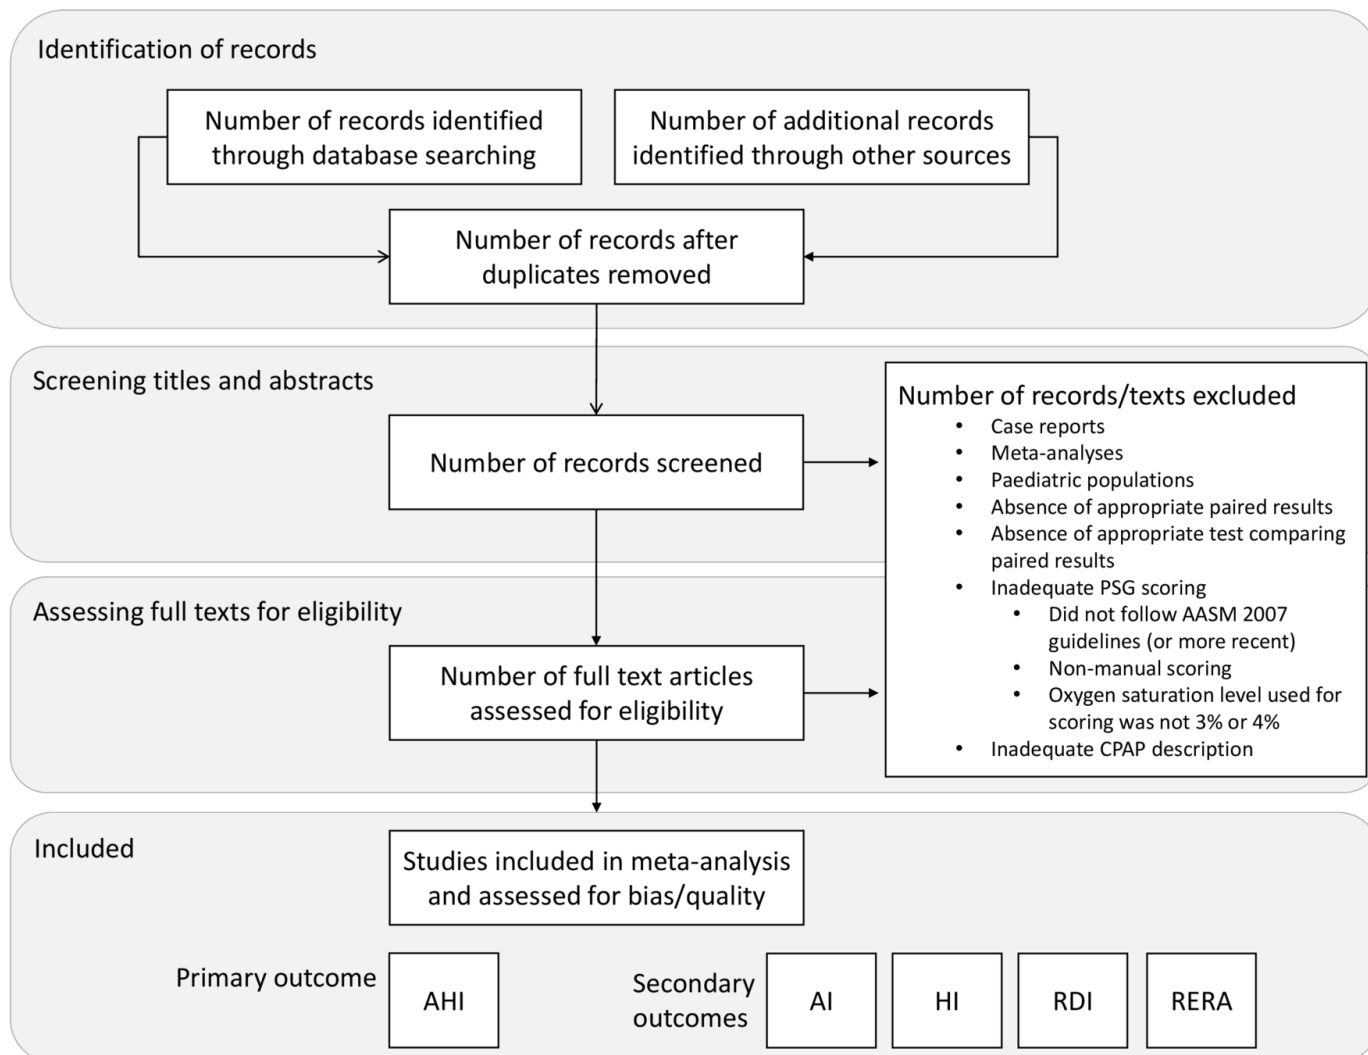 Identification of records
Number of records identified
through database searching
Number of additional records
identified through other sources
Number of records after
duplicates removed
Screening titles and abstracts
Number of records screened
Number of records/texts excluded
• Case reports
• Meta-analyses
• Paediatric populations
• Absence of appropriate paired results
• Absence of appropriate test comparing
paired results
• Inadequate PSG scoring
• Did not follow AASM 2007
guidelines (or more recent)
• Non-manual scoring
• Oxygen saturation level used for
scoring was not 3% or 4%
• Inadequate CPAP description
Assessing full texts for eligibility
Number of full text articles
assessed for eligibility
Included
Studies included in meta-analysis
and assessed for bias/quality
Primary outcome
AHI
Secondary
outcomes
AI
HI
RDI
RERA